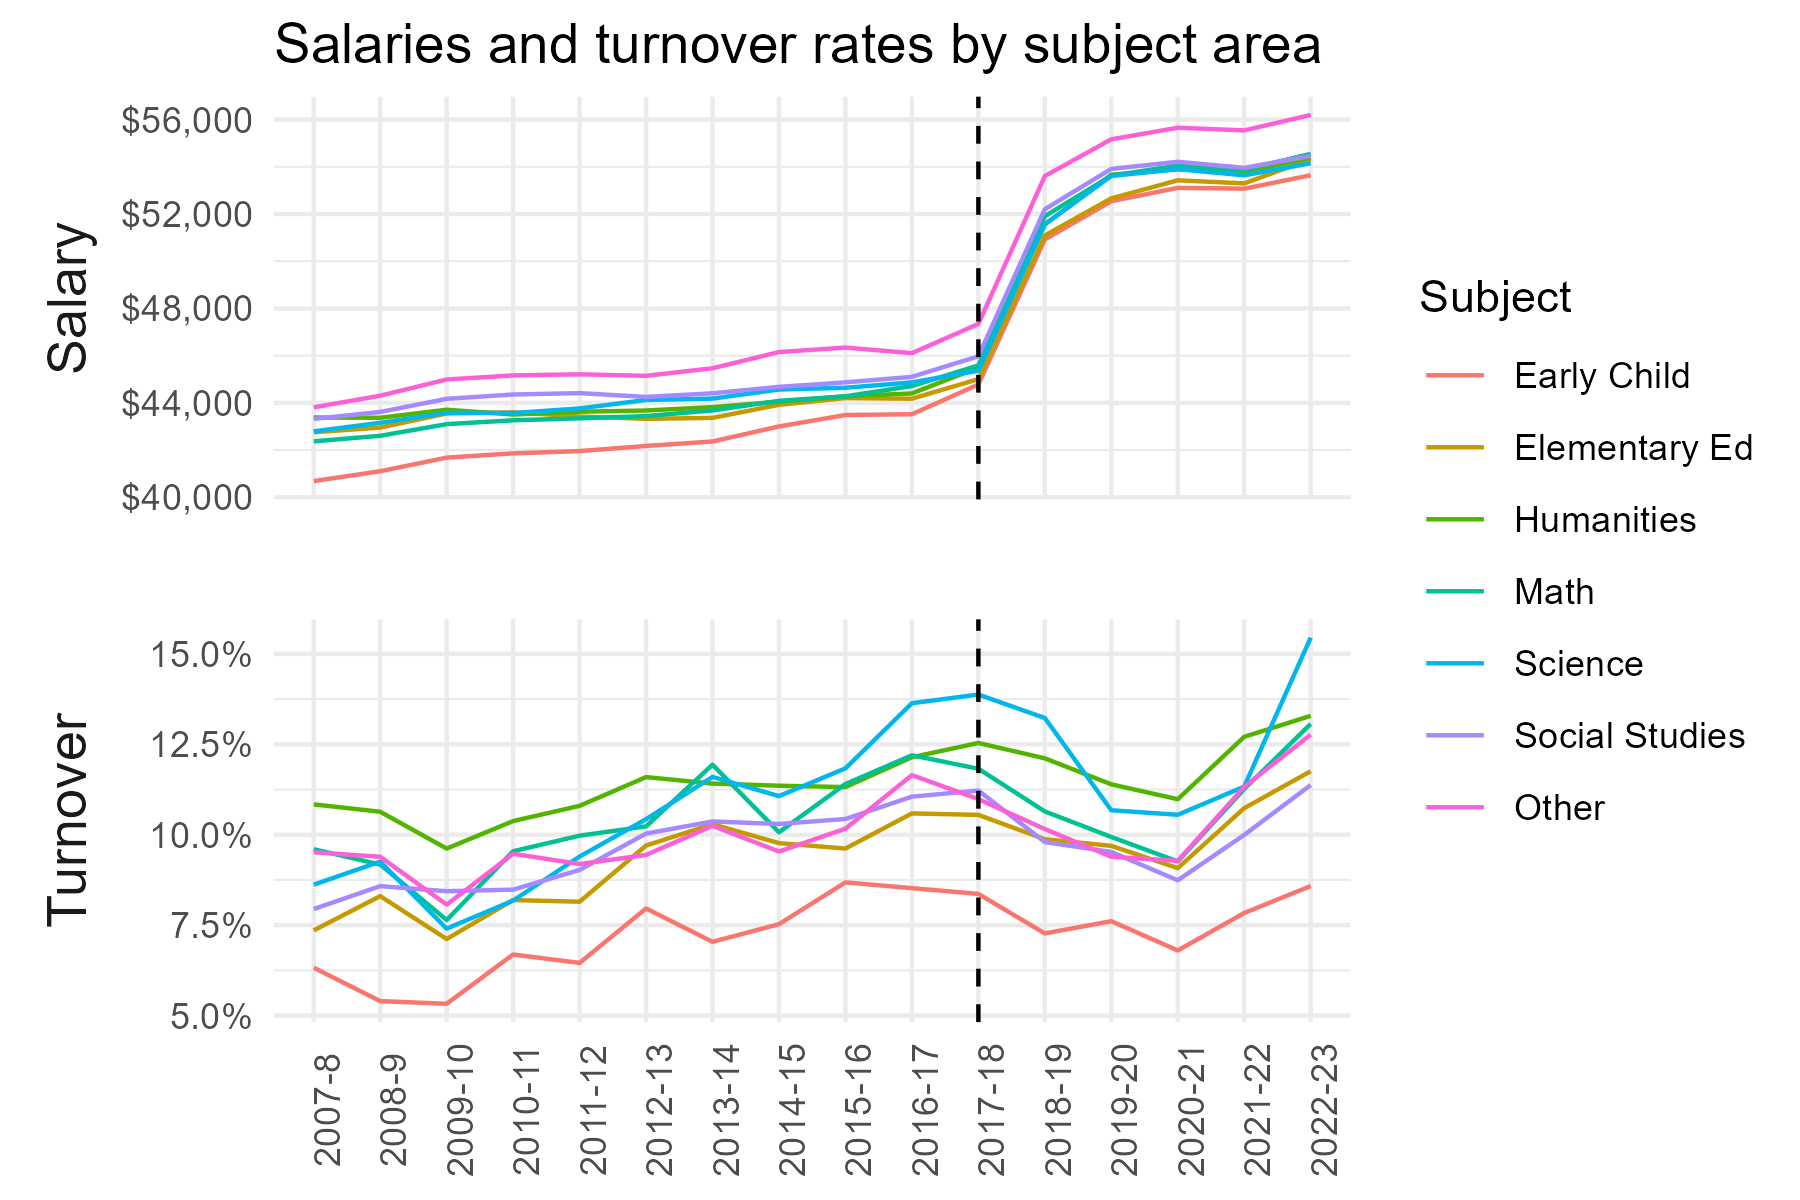 Salaries and turnover rates by subject area
Salary
$56,000
$52,000
$48,000
$44,000
$40,000
Turnover
15.0%
12.5%
10.0%
7.5%
5.0%
2007-8
2008-9
2009-10
2010-11
2011-12
2012-13
2013-14
2014-15
2015-16
2016-17
2017-18
2018-19
2019-20
2020-21
2021-22
2022-23
Subject
Early Child
Elementary Ed
Humanities
Math
Science
Social Studies
Other